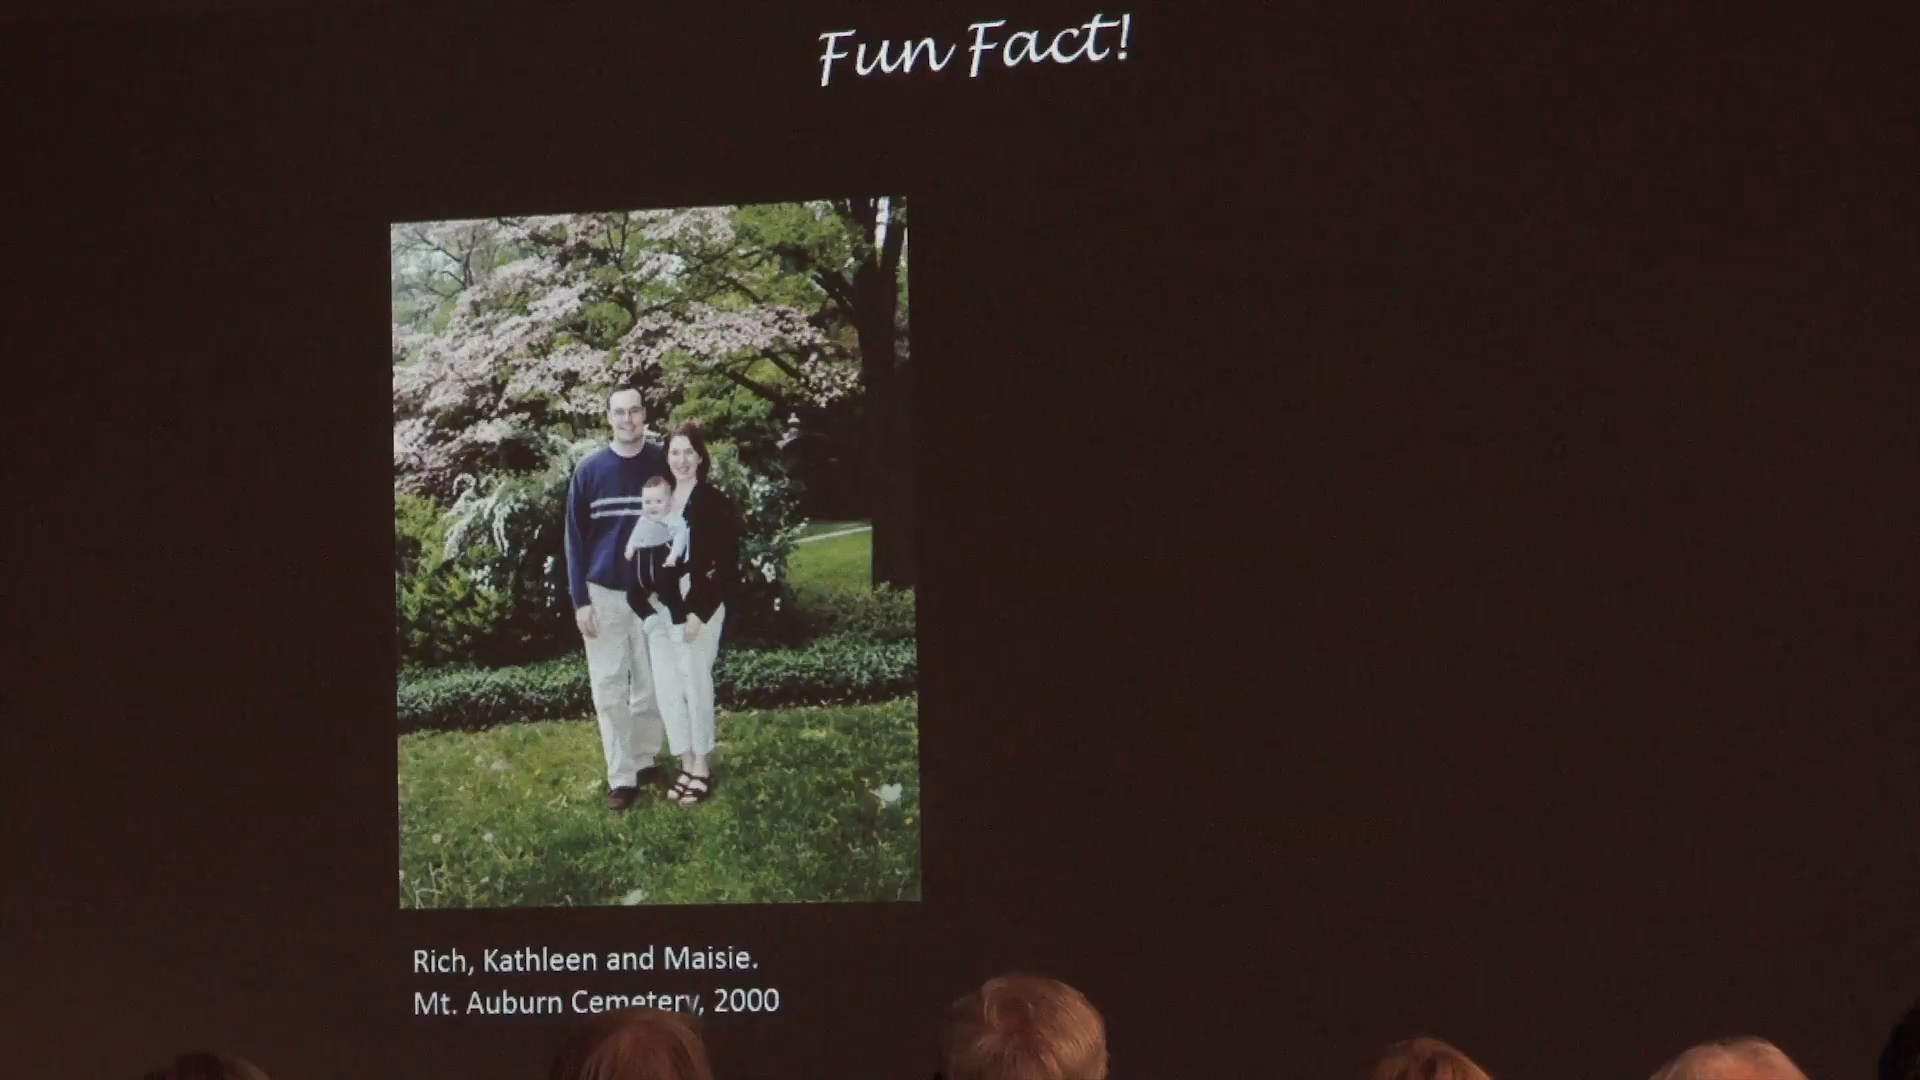 Fun Fact!
Rich, Kathleen and Maisie.
Mt. Auburn Cemetery, 2000